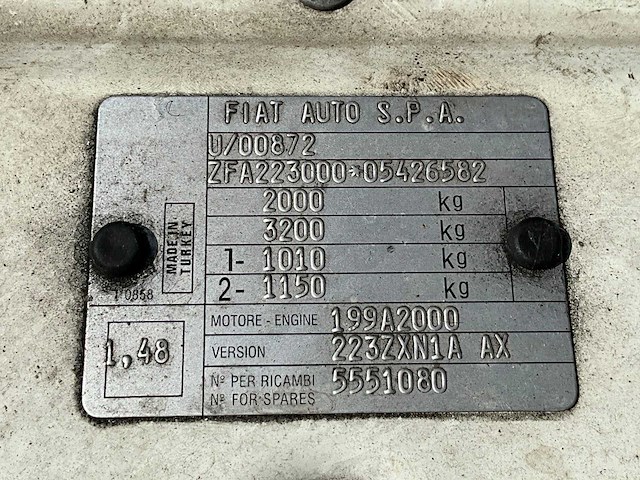 FIAT AUTO S.P.A.
U/00872
ZFA223000*05426582
2000 kg
3200 kg
1- 1010 kg
2- 1150 kg
MADE IN
TURKEY
0858
MOTORE - ENGINE 199A2000
1,48
VERSION 223ZXN1A AX
Nº PER RICAMBI 5551080
Nº FOR SPARES